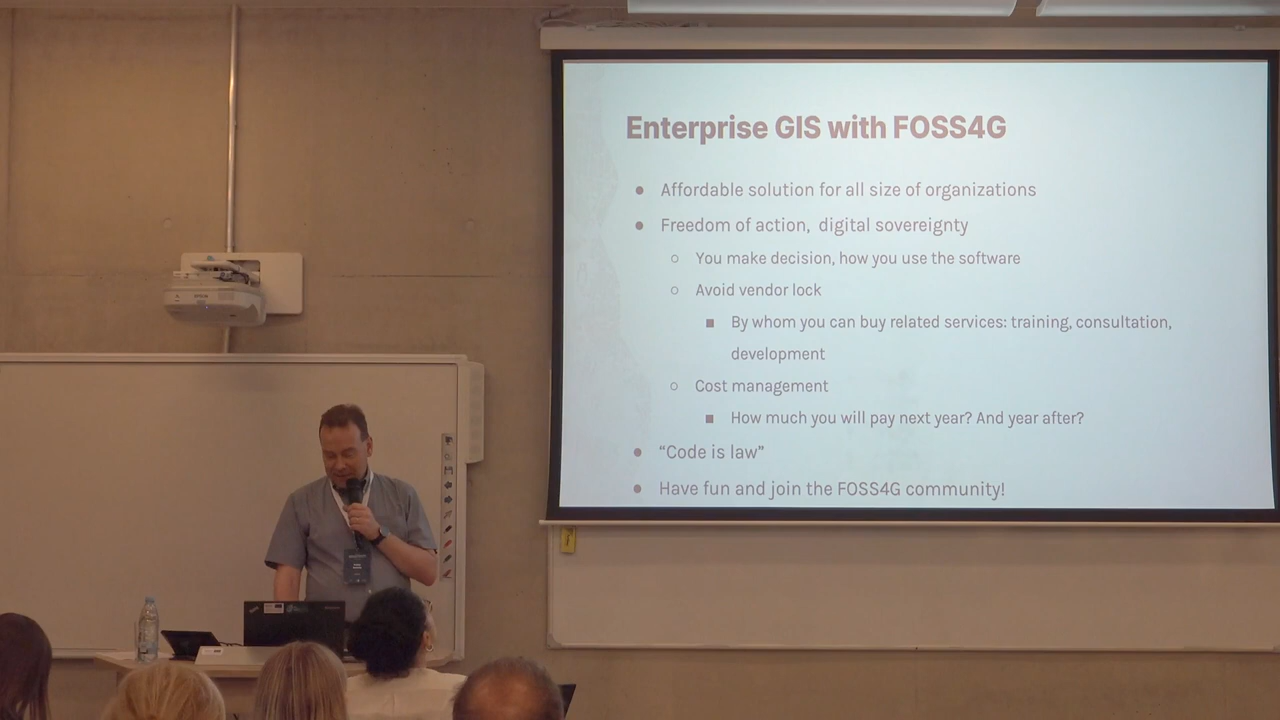 Enterprise GIS with FOSS4G
● Affordable solution for all size of organizations
● Freedom of action, digital sovereignty
○ You make decision, how you use the software
○ Avoid vendor lock
■ By whom you can buy related services: training, consultation,
development
○ Cost management
■ How much you will pay next year? And year after?
● “Code is law”
● Have fun and join the FOSS4G community!
EPSON